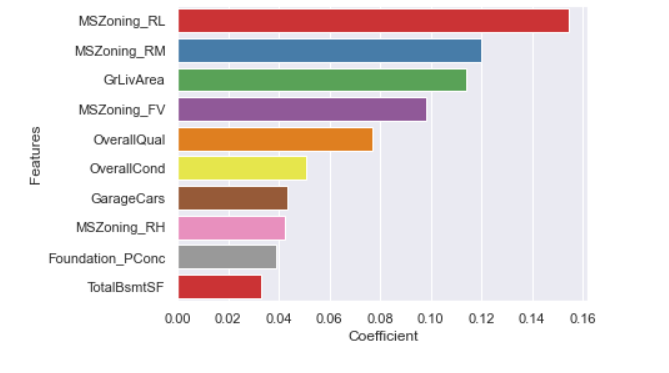 MSZoning_RL
MSZoning_RM
GrLivArea
MSZoning_FV
OverallQual
OverallCond
GarageCars
MSZoning_RH
Foundation_PConc
TotalBsmtSF
Features
0.00 0.02 0.04 0.06 0.08 0.10 0.12 0.14 0.16
Coefficient